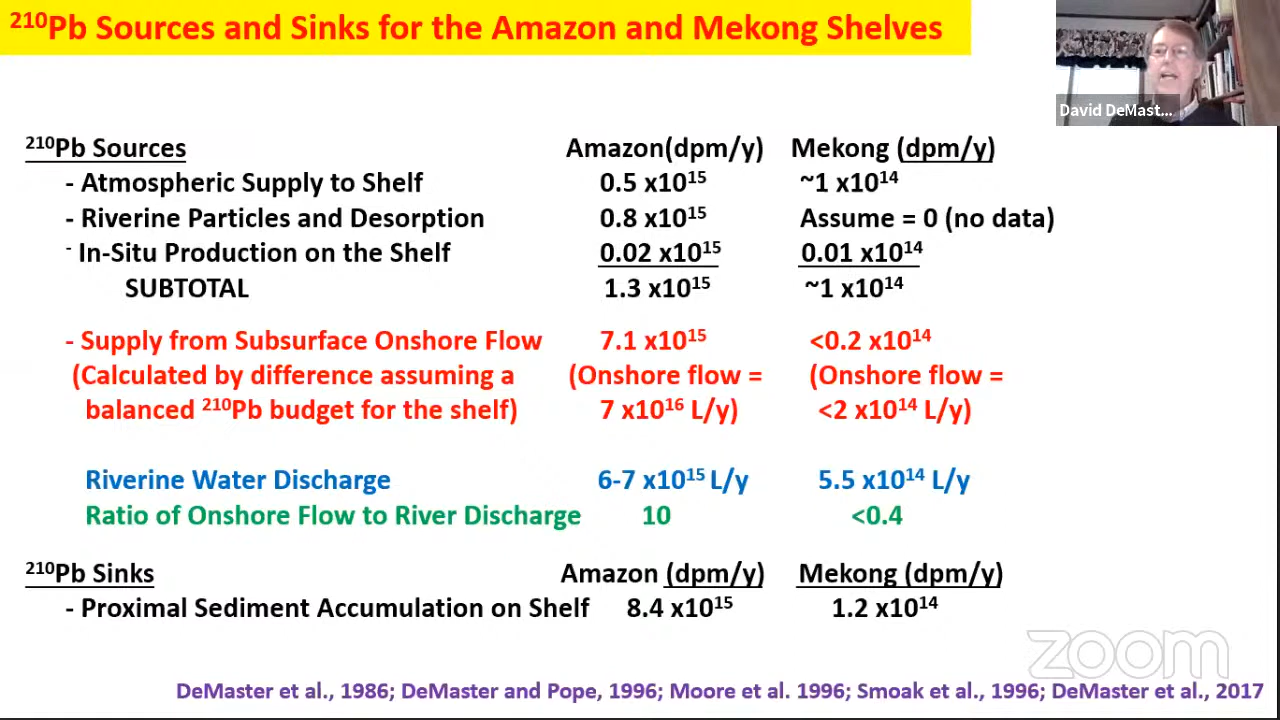 ²¹⁰Pb Sources and Sinks for the Amazon and Mekong Shelves
David DeMast...
²¹⁰Pb Sources Amazon(dpm/y) Mekong (dpm/y)
- Atmospheric Supply to Shelf 0.5 x10¹⁵ ~1 x10¹⁴
- Riverine Particles and Desorption 0.8 x10¹⁵ Assume = 0 (no data)
- In-Situ Production on the Shelf 0.02 x10¹⁵ 0.01 x10¹⁴
SUBTOTAL 1.3 x10¹⁵ ~1 x10¹⁴
- Supply from Subsurface Onshore Flow 7.1 x10¹⁵ <0.2 x10¹⁴
(Calculated by difference assuming a (Onshore flow = (Onshore flow =
balanced ²¹⁰Pb budget for the shelf) 7 x10¹⁶ L/y) <2 x10¹⁴ L/y)
Riverine Water Discharge 6-7 x10¹⁵ L/y 5.5 x10¹⁴ L/y
Ratio of Onshore Flow to River Discharge 10 <0.4
²¹⁰Pb Sinks Amazon (dpm/y) Mekong (dpm/y)
- Proximal Sediment Accumulation on Shelf 8.4 x10¹⁵ 1.2 x10¹⁴
zoom
DeMaster et al., 1986; DeMaster and Pope, 1996; Moore et al. 1996; Smoak et al., 1996; DeMaster et al., 2017